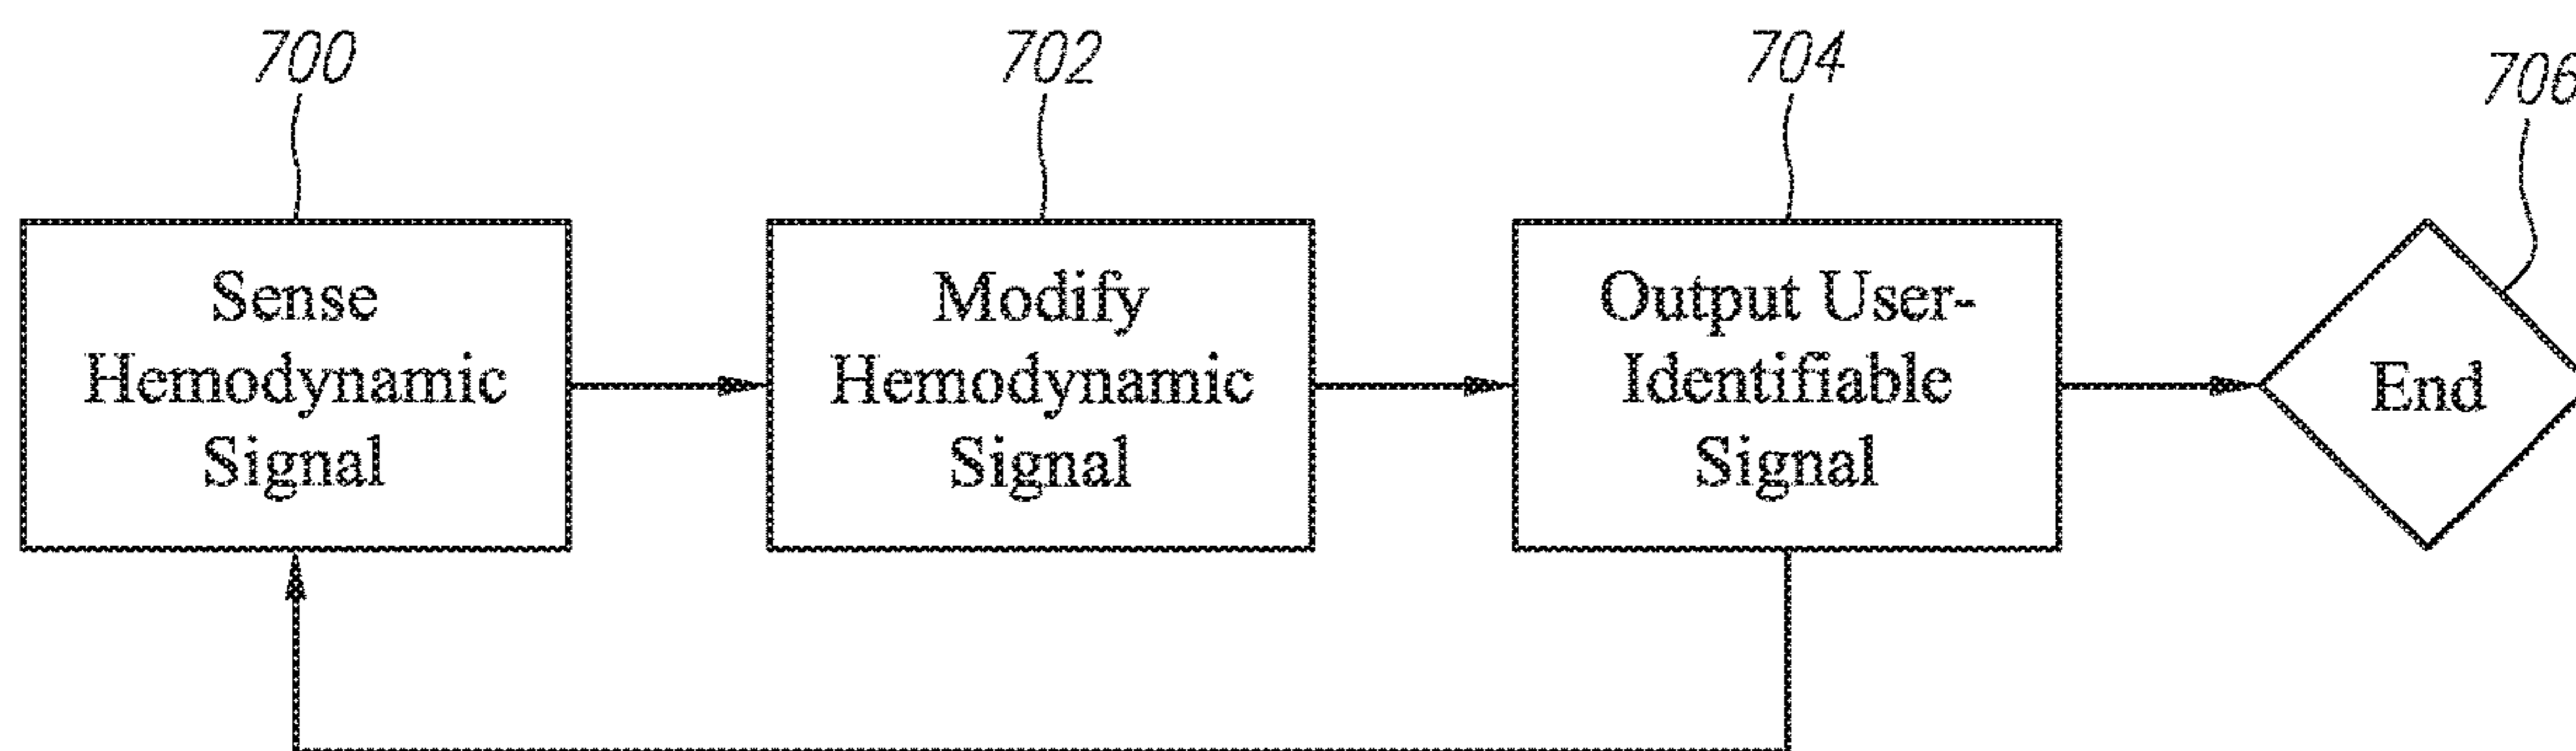 700
702
704
706
Sense
Hemodynamic
Signal
Modify
Hemodynamic
Signal
Output User-
Identifiable
Signal
End